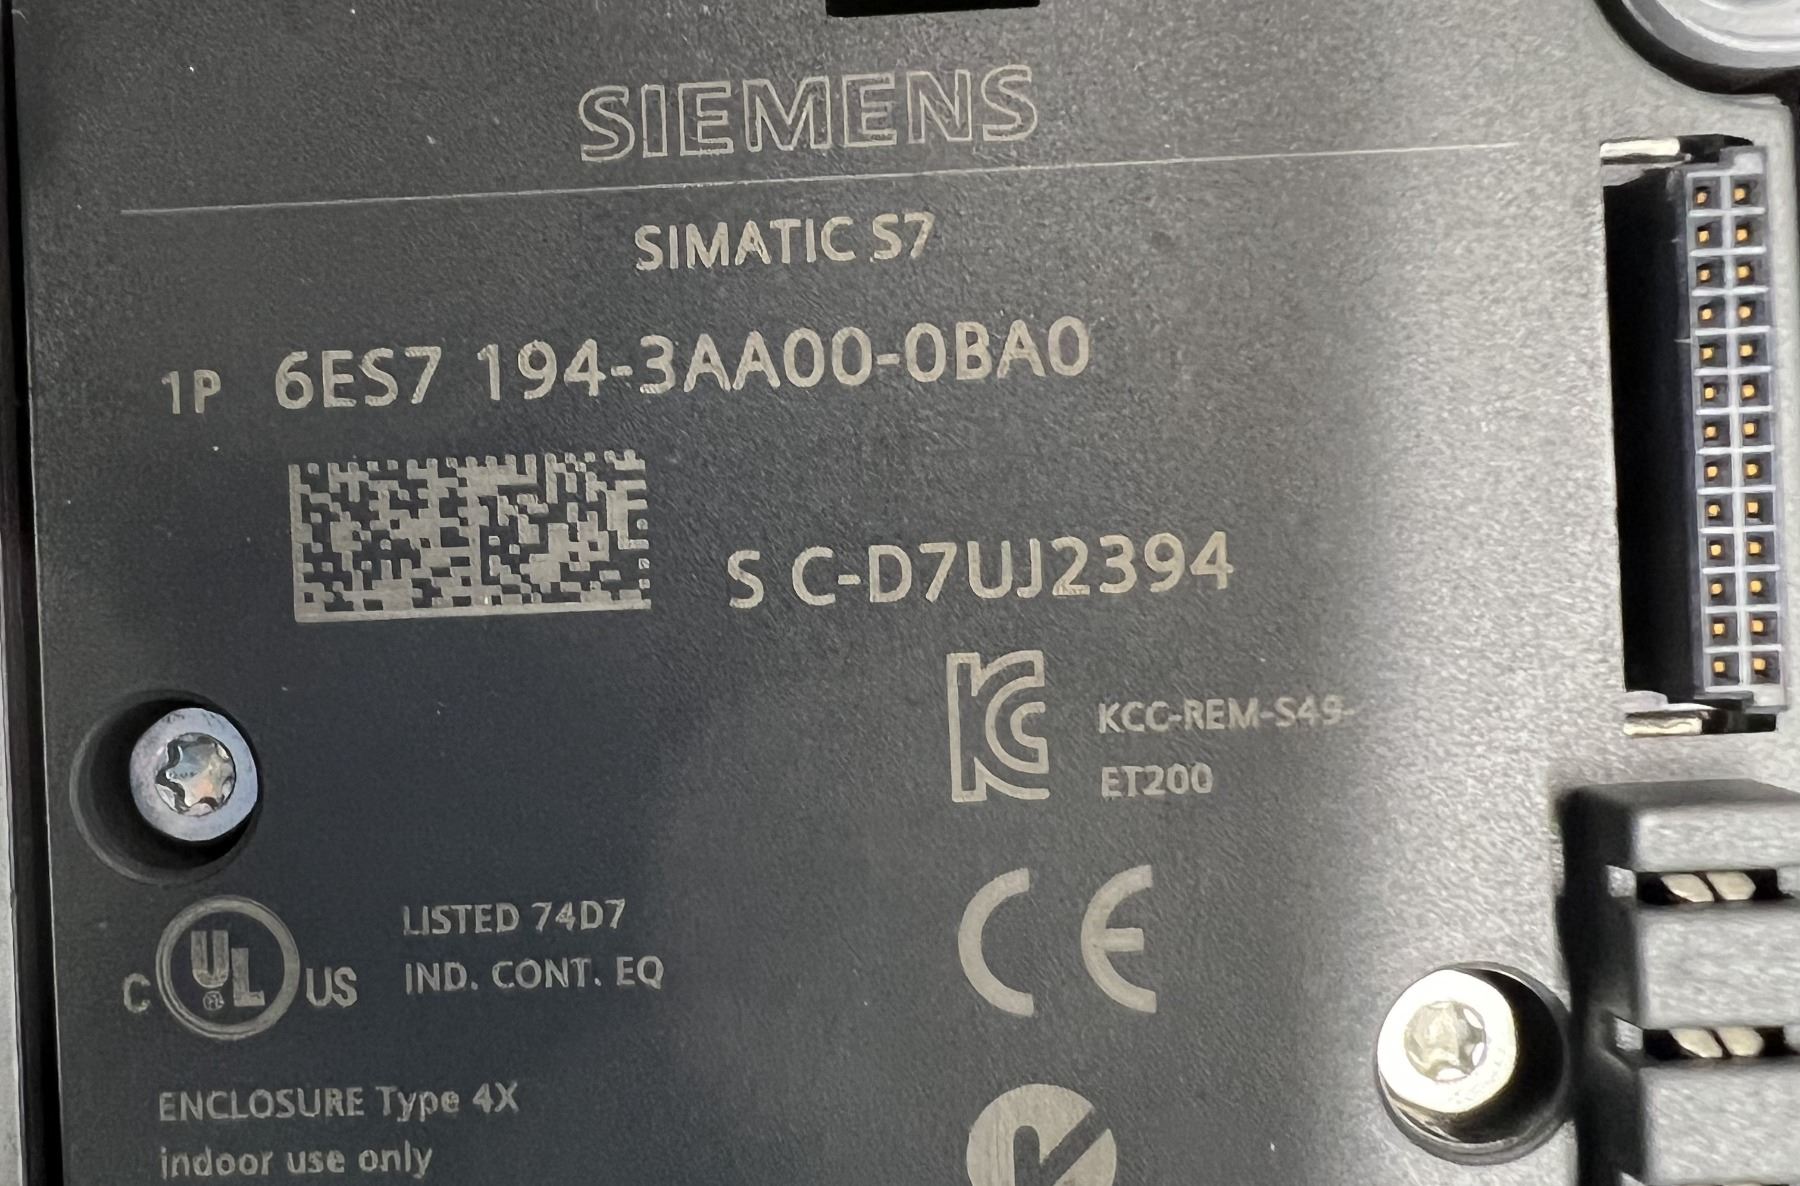 SIEMENS
SIMATIC S7
1P 6ES7 194-3AA00-0BA0
S C-D7UJ2394
KCC-REM-S49-
ET200
C UL US LISTED 74D7
IND. CONT. EQ
CE
ENCLOSURE Type 4X
indoor use only